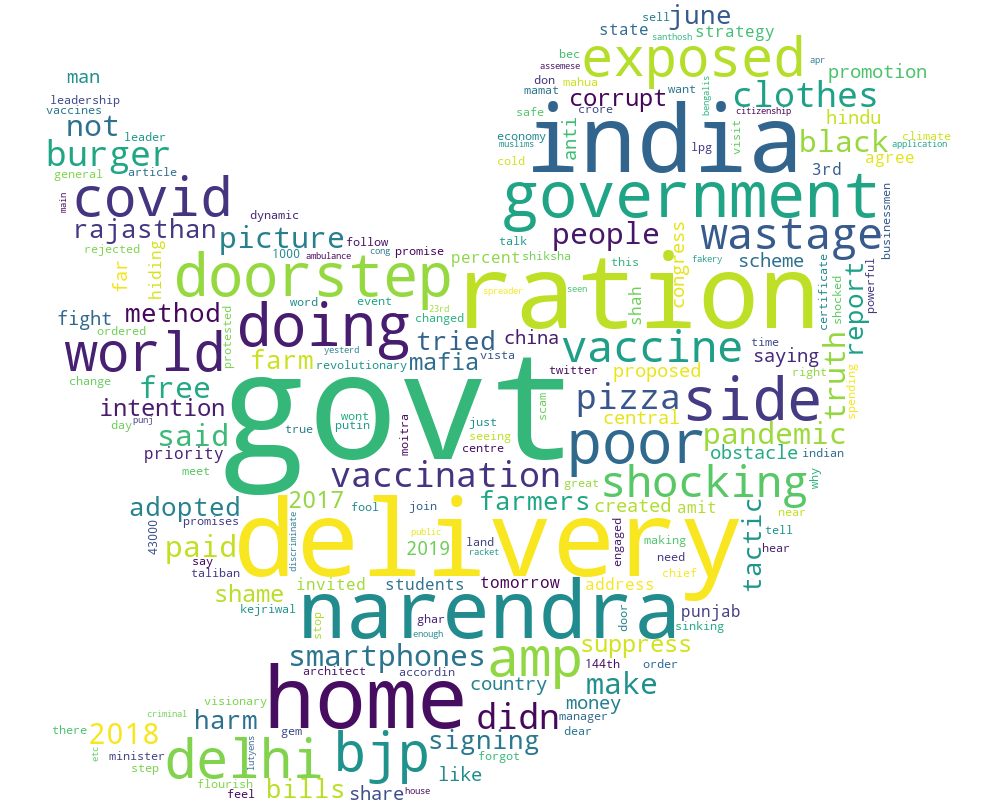 sell june
state santhosh strategy
bec exposed apr
assemese promotion
man don mahua want
mamat corrupt bengalis clothes
leadership safe crore citizenship
vaccines not leader economy anti india visit hindu climate
burger muslims lpg black application
general article cold 3rd agree
main covid government businessmen
rajasthan dynamic people wastage
picture follow talk
rejected 1000 ambulance cong promise percent shiksha this congress fakery scheme
far hiding doorstep ration shah certificate shocked powerful
word event 23rd spreader seen
method changed
fight protested doing tried china truth report
ordered world yesterd mafia vista vaccine time saying
farm revolutionary twitter proposed right
change free govt pizza side spending
intention wont just scam central
day punj true putin seeing poor pandemic
said moitra centre obstacle indian
priority vaccination why
meet great shocking
adopted 2017 farmers created amit near
43000 promises fool join tactic tell
paid discriminate delivery public land engaged making hear
say 2019 racket need
taliban chief
shame invited students tomorrow address
kejriwal stop narendra door punjab
ghar sinking
enough suppress
smartphones amp 144th order
architect accordin
home country make
visionary money
criminal harm gem didn manager
there 2018 dear
etc minister delhi lutyens bjp signing forgot
step like
flourish bills
feel share house